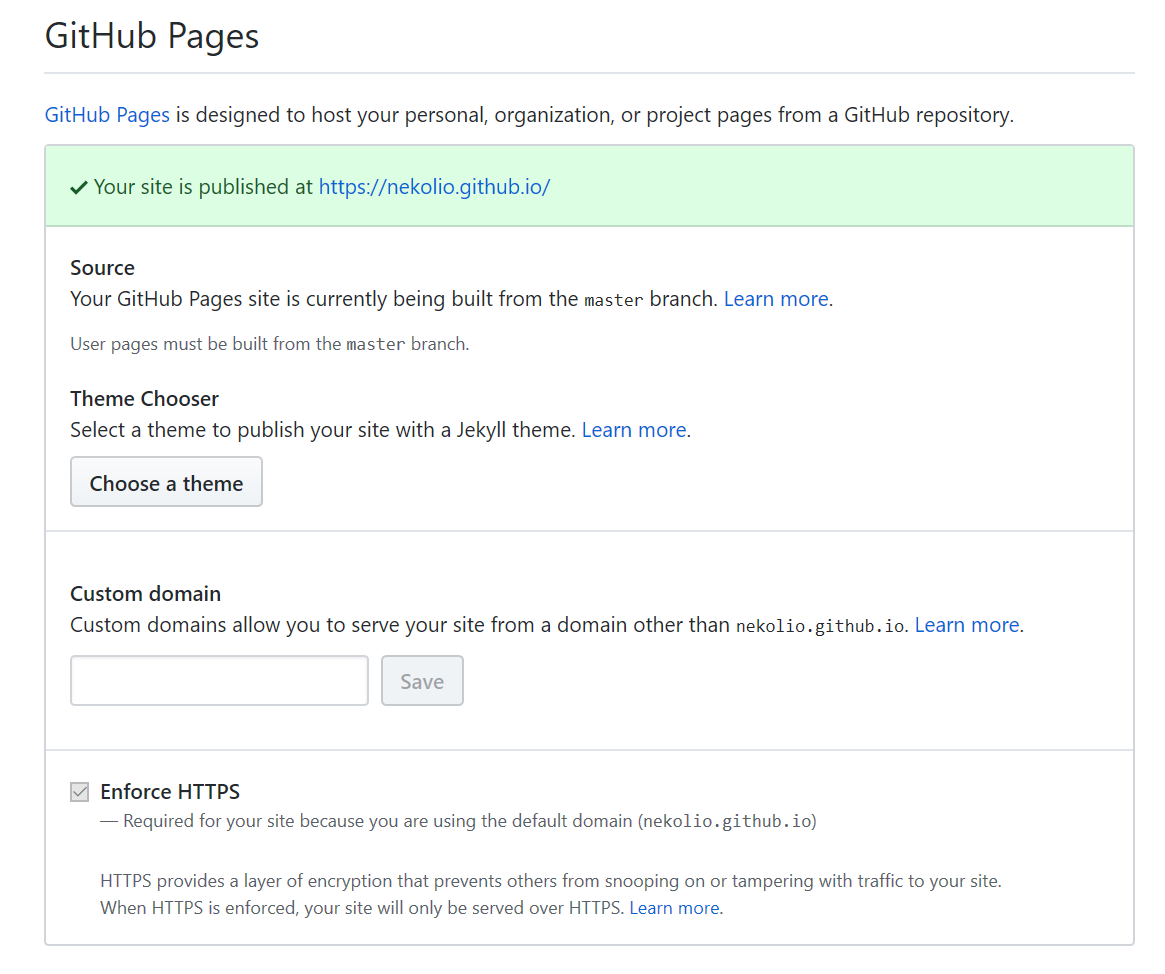 GitHub Pages
GitHub Pages is designed to host your personal, organization, or project pages from a GitHub repository.
Your site is published at https://nekolio.github.io/
Source
Your GitHub Pages site is currently being built from the master branch. Learn more.
User pages must be built from the master branch.
Theme Chooser
Select a theme to publish your site with a Jekyll theme. Learn more.
Choose a theme
Custom domain
Custom domains allow you to serve your site from a domain other than nekolio.github.io. Learn more.
Save
Enforce HTTPS
— Required for your site because you are using the default domain (nekolio.github.io)
HTTPS provides a layer of encryption that prevents others from snooping on or tampering with traffic to your site.
When HTTPS is enforced, your site will only be served over HTTPS. Learn more.